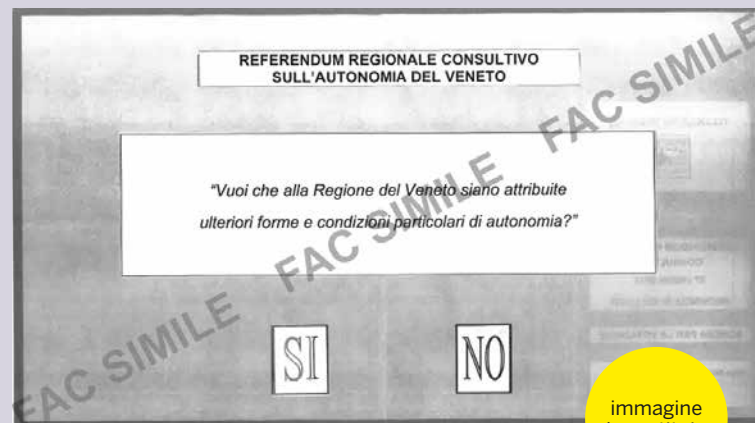 REFERENDUM REGIONALE CONSULTIVO
SULL'AUTONOMIA DEL VENETO
"Vuoi che alla Regione del Veneto siano attribuite
ulteriori forme e condizioni particolari di autonomia?"
SI
NO
FAC SIMILE FAC SIMILE FAC SIMILE
immagine